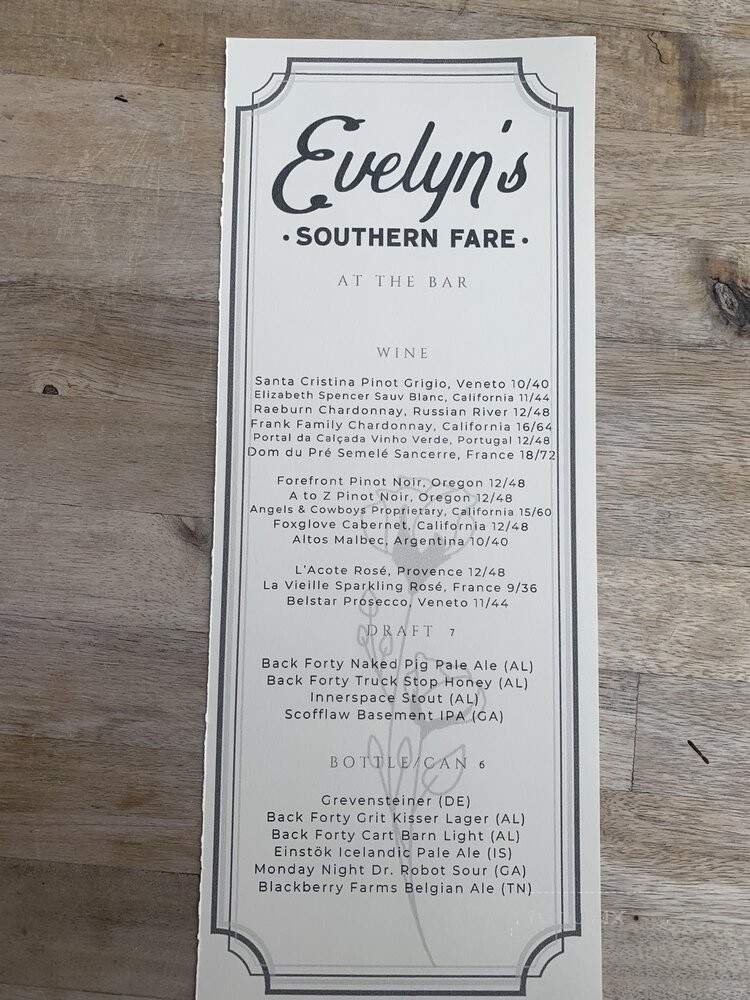 Evelyn's
• SOUTHERN FARE •
AT THE BAR
WINE
Santa Cristina Pinot Grigio, Veneto 10/40
Elizabeth Spencer Sauv Blanc, California 11/44
Raeburn Chardonnay, Russian River 12/48
Frank Family Chardonnay, California 16/64
Portal da Calçada Vinho Verde, Portugal 12/48
Dom du Pré Semelé Sancerre, France 18/72
Forefront Pinot Noir, Oregon 12/48
A to Z Pinot Noir, Oregon 12/48
Angels & Cowboys Proprietary, California 15/60
Foxglove Cabernet, California 12/48
Altos Malbec, Argentina 10/40
L'Acote Rosé, Provence 12/48
La Vieille Sparkling Rosé, France 9/36
Belstar Prosecco, Veneto 11/44
DRAFT 7
Back Forty Naked Pig Pale Ale (AL)
Back Forty Truck Stop Honey (AL)
Innerspace Stout (AL)
Scofflaw Basement IPA (GA)
BOTTLE/CAN 6
Grevensteiner (DE)
Back Forty Grit Kisser Lager (AL)
Back Forty Cart Barn Light (AL)
Einstök Icelandic Pale Ale (IS)
Monday Night Dr. Robot Sour (GA)
Blackberry Farms Belgian Ale (TN)